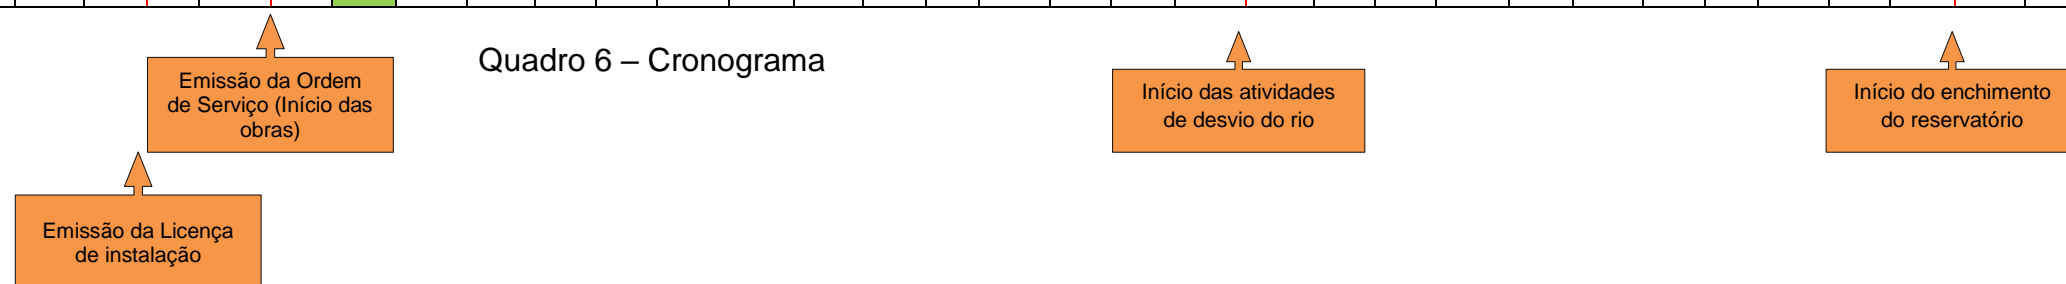 Emissão da Ordem
de Serviço (Início das
obras)
Quadro 6 – Cronograma
Início das atividades
de desvio do rio
Início do enchimento
do reservatório
Emissão da Licença
de instalação